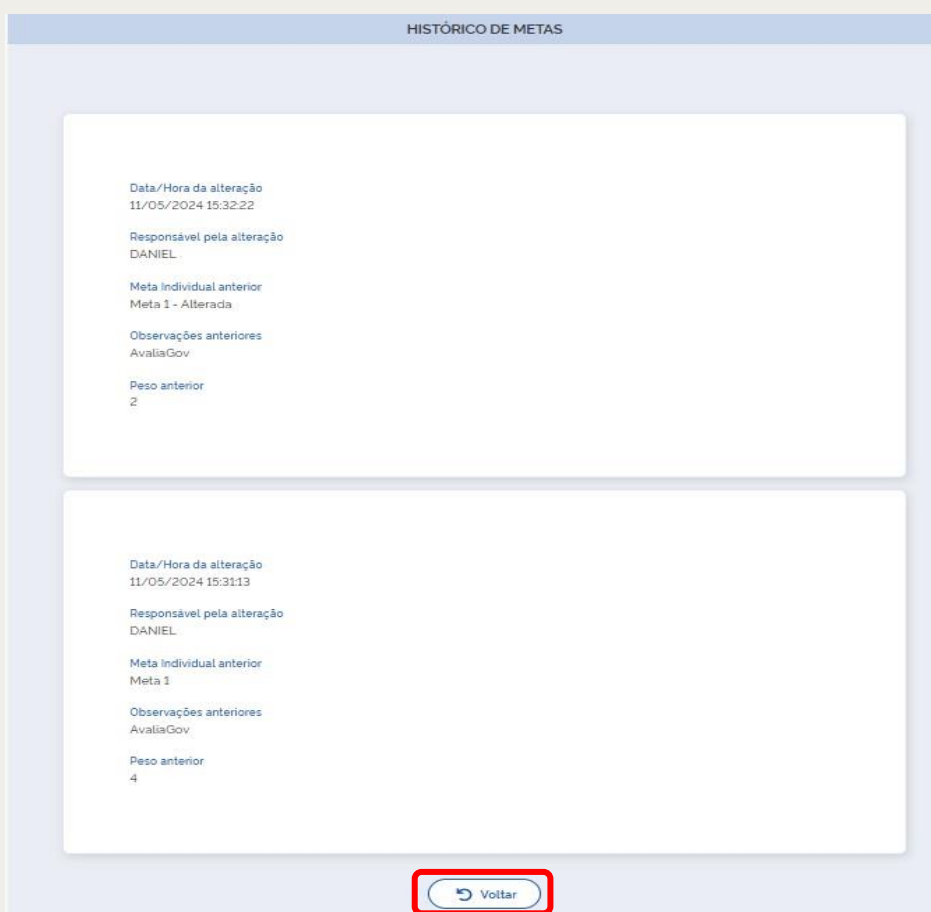 HISTÓRICO DE METAS
Data/Hora da alteração
11/05/2024 15:32:22
Responsável pela alteração
DANIEL
Meta Individual anterior
Meta 1 - Alterada
Observações anteriores
AvaliaGov
Peso anterior
2
Data/Hora da alteração
11/05/2024 15:31:13
Responsável pela alteração
DANIEL
Meta Individual anterior
Meta 1
Observações anteriores
AvaliaGov
Peso anterior
4
Voltar